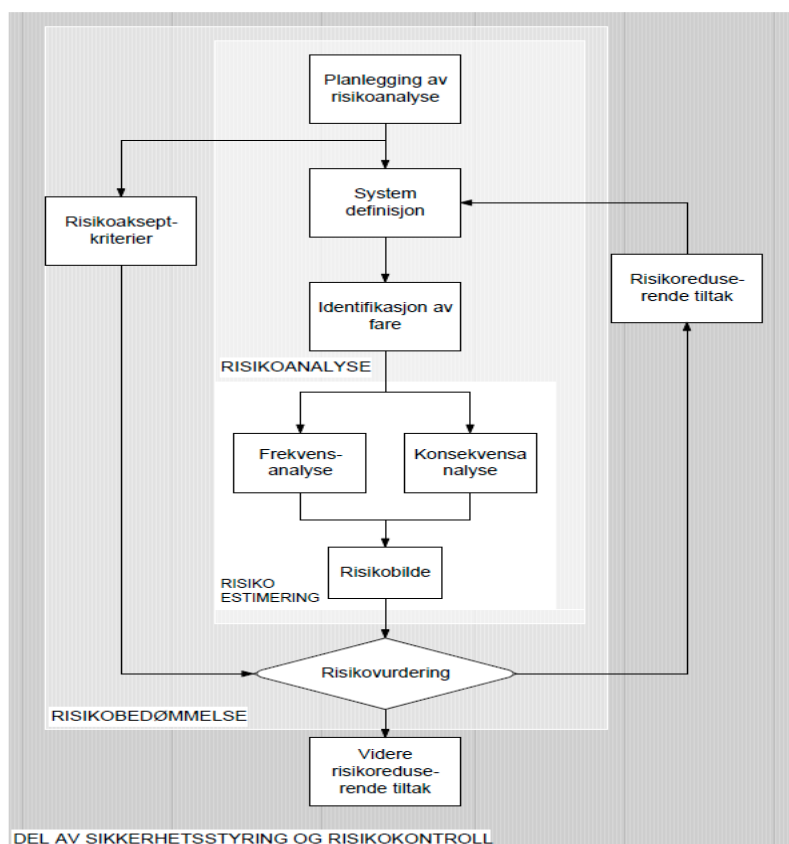 Planlegging av
risikoanalyse
System
definisjon
Risikoaksept-
kriterier
Risikoreduse-
rende tiltak
Identifikasjon av
fare
RISIKOANALYSE
Frekvens-
analyse
Konsekvensa
nalyse
Risikobilde
RISIKO
ESTIMERING
Risikovurdering
RISIKOBEDØMMELSE
Videre
risikoreduse-
rende tiltak
DEL AV SIKKERHETSSTYRING OG RISIKOKONTROLL